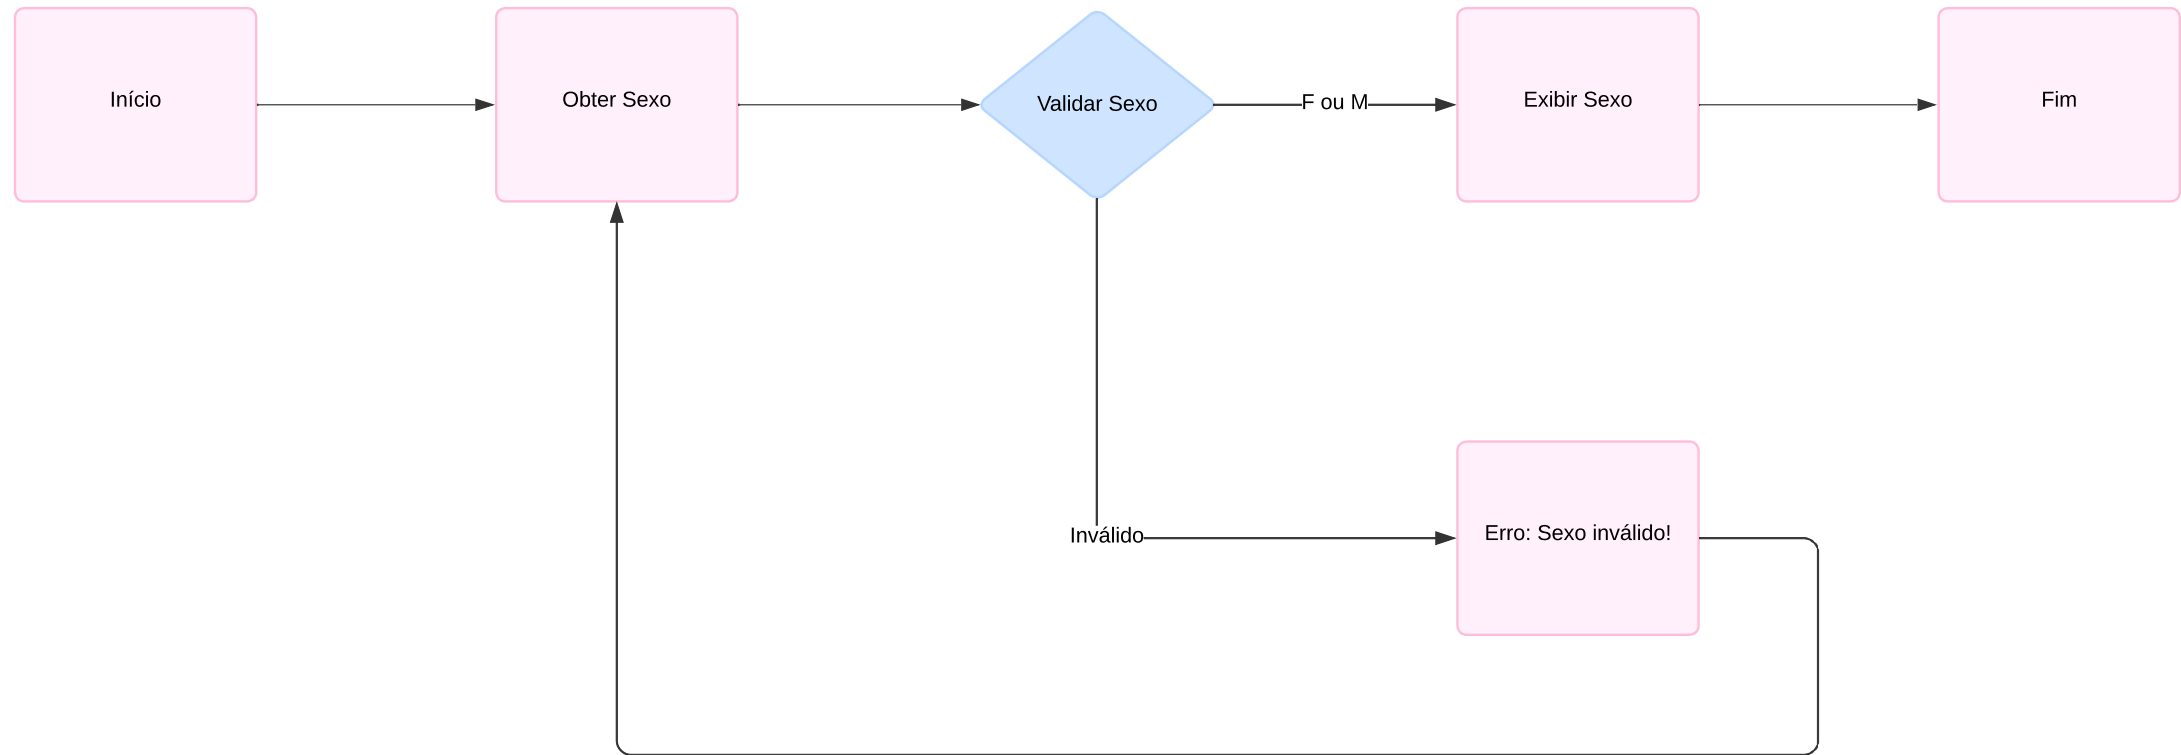 Início
Obter Sexo
Validar Sexo
F ou M
Exibir Sexo
Fim
Inválido
Erro: Sexo inválido!